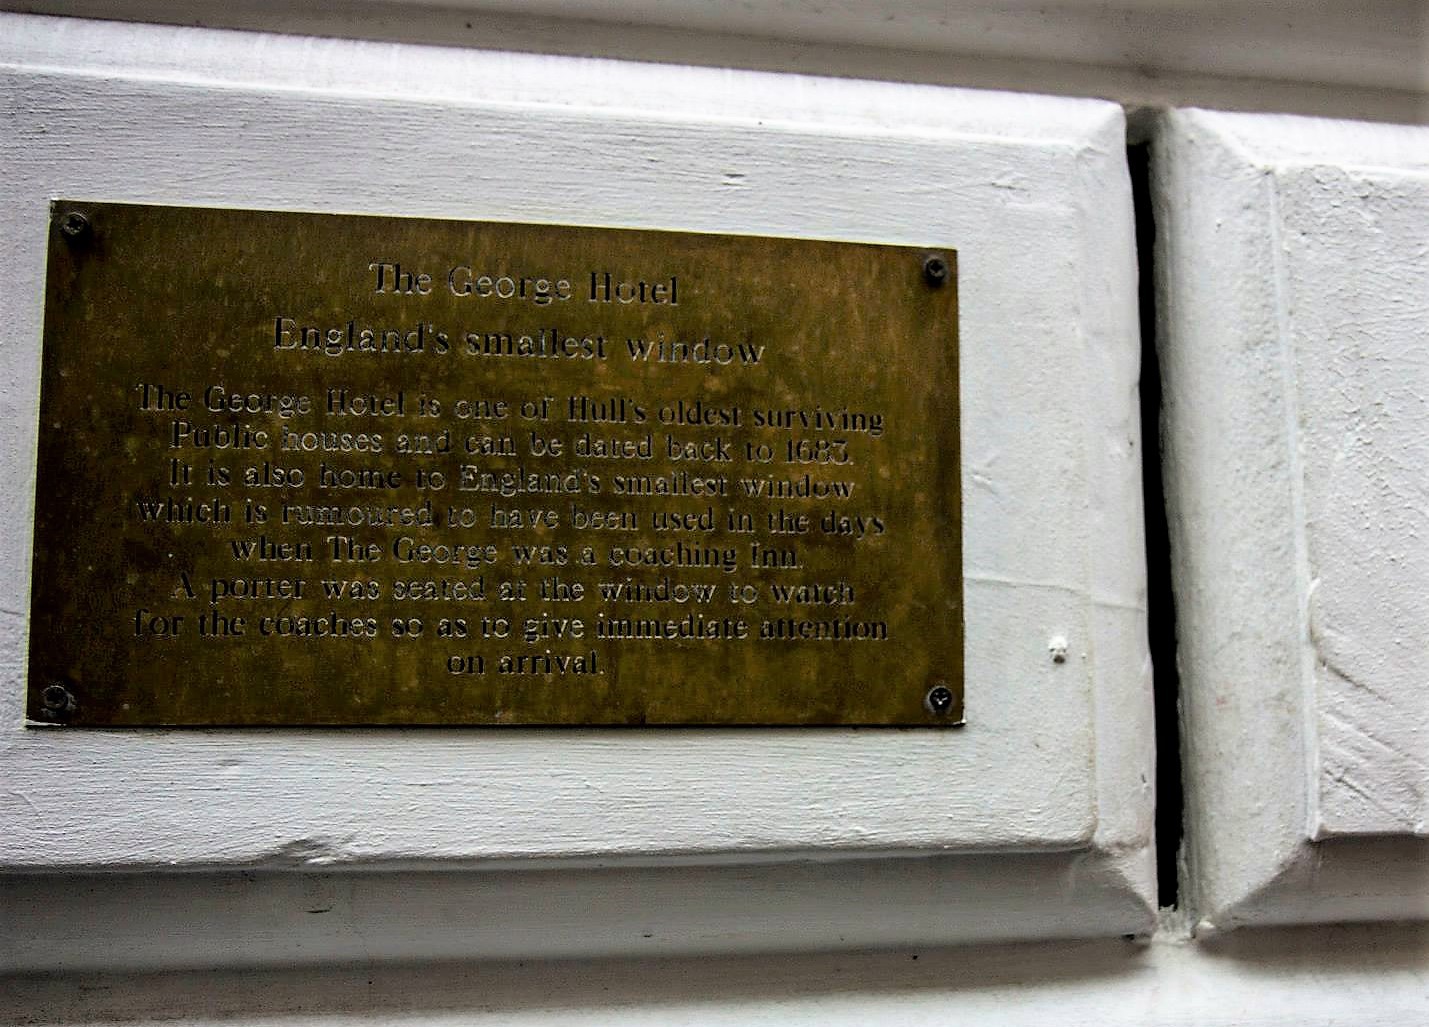 The George Hotel
England's smallest window
The George Hotel is one of Hull's oldest surviving
Public houses and can be dated back to 1683.
It is also home to England's smallest window
which is rumoured to have been used in the days
when The George was a coaching Inn.
A porter was seated at the window to watch
for the coaches so as to give immediate attention
on arrival.